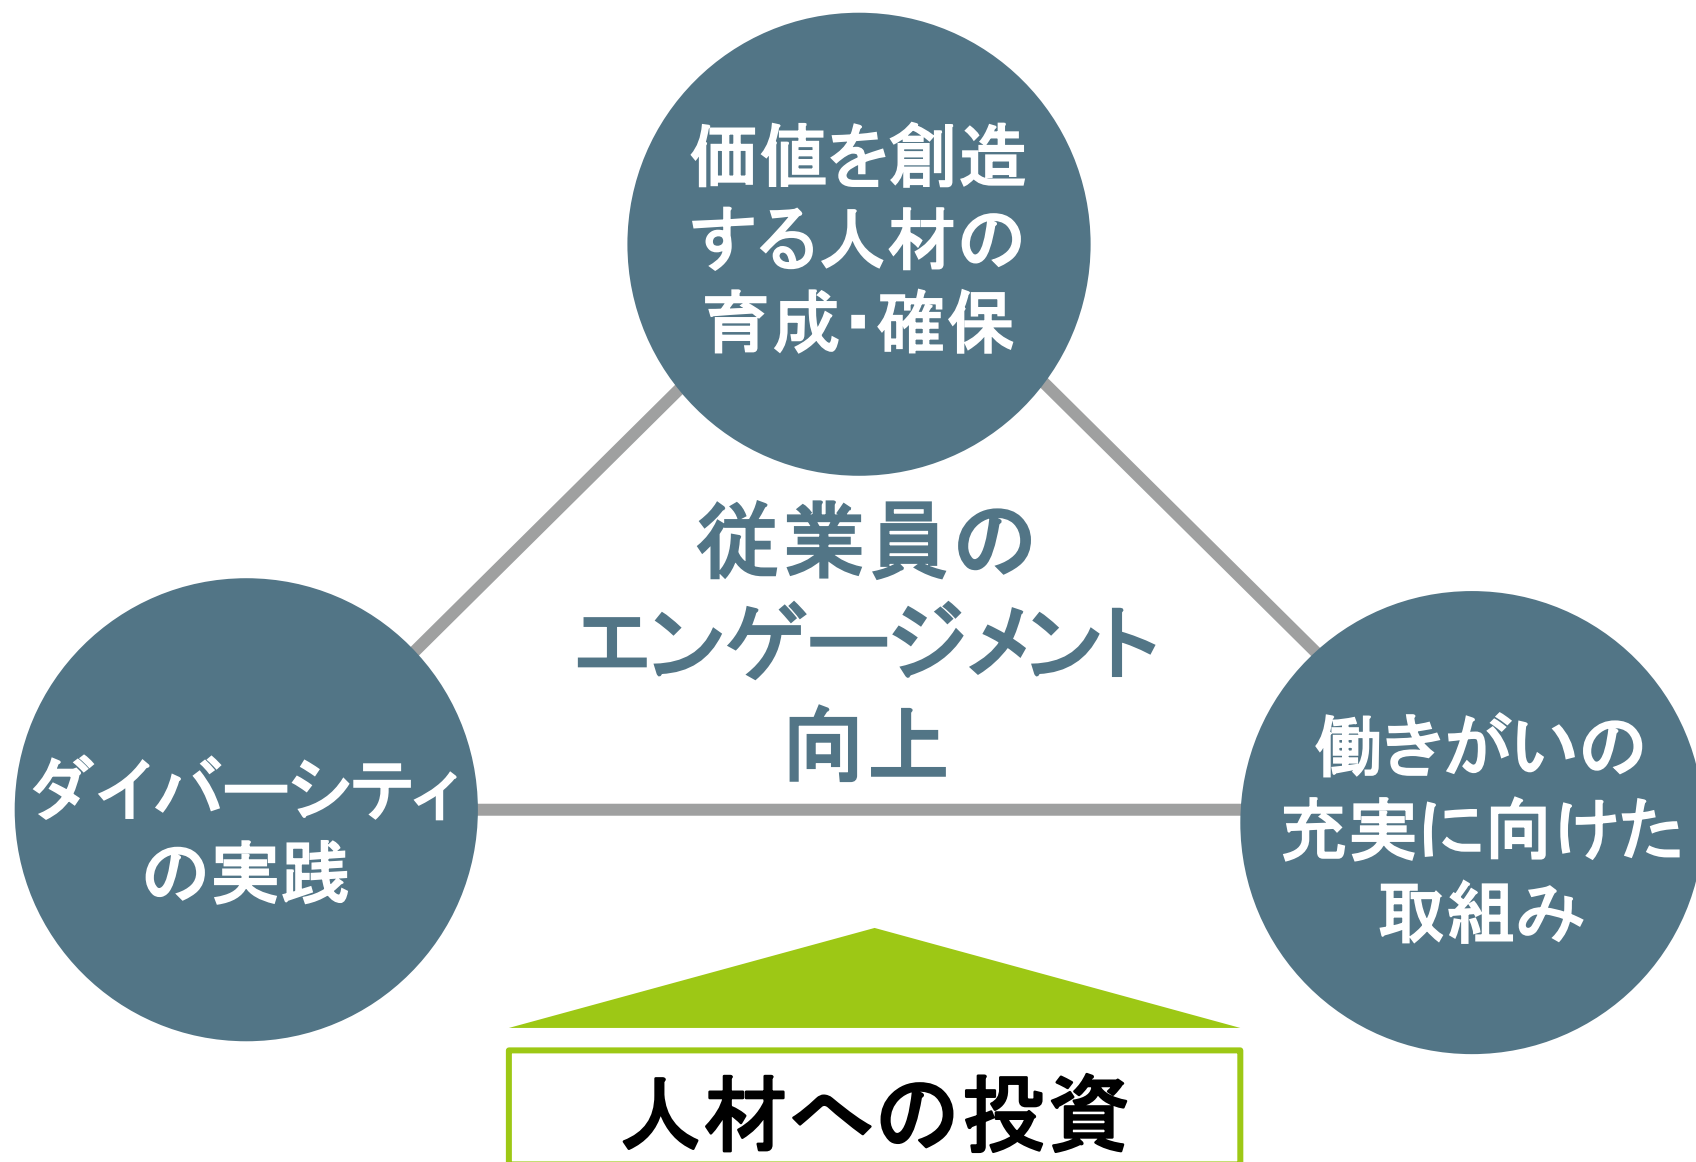 価値を創造
する人材の
育成・確保
従業員の
エンゲージメント
向上
ダイバーシティ
の実践
働きがいの
充実に向けた
取組み
人材への投資